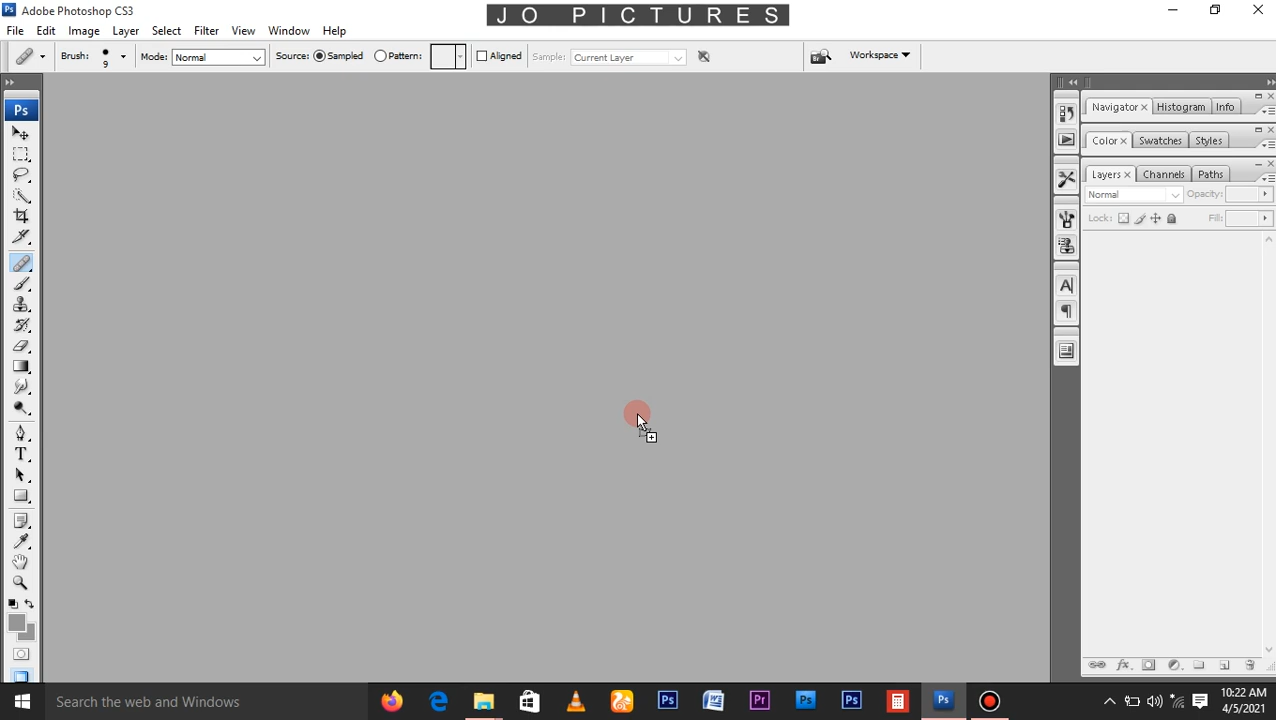 Adobe Photoshop CS3
JO PICTURES
File Edit Image Layer Select Filter View Window Help
Brush: 9 Mode: Normal Source: Sampled Pattern: Aligned Sample: Current Layer Workspace
Ps
Navigator Histogram Info
Color Swatches Styles
Layers Channels Paths
Normal Opacity:
Lock: Fill:
Search the web and Windows
10:22 AM
4/5/2021